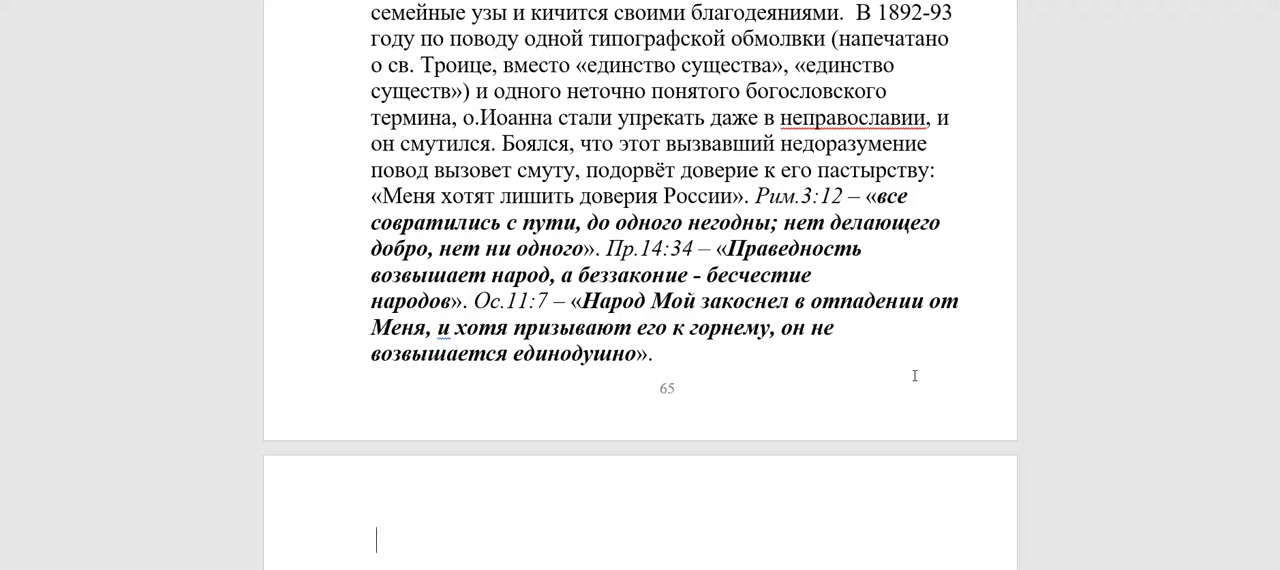 семейные узы и кичится своими благодеяниями.  В 1892-93
году по поводу одной типографской обмолвки (напечатано
о св. Троице, вместо «единство существа», «единство
существ») и одного неточно понятого богословского
термина, о.Иоанна стали упрекать даже в неправославии, и
он смутился. Боялся, что этот вызвавший недоразумение
повод вызовет смуту, подорвёт доверие к его пастырству:
«Меня хотят лишить доверия России». Рим.3:12 – «все
совратились с пути, до одного негодны; нет делающего
добро, нет ни одного». Пр.14:34 – «Праведность
возвышает народ, а беззаконие - бесчестие
народов». Ос.11:7 – «Народ Мой закоснел в отпадении от
Меня, и хотя призывают его к горнему, он не
возвышается единодушно».
65